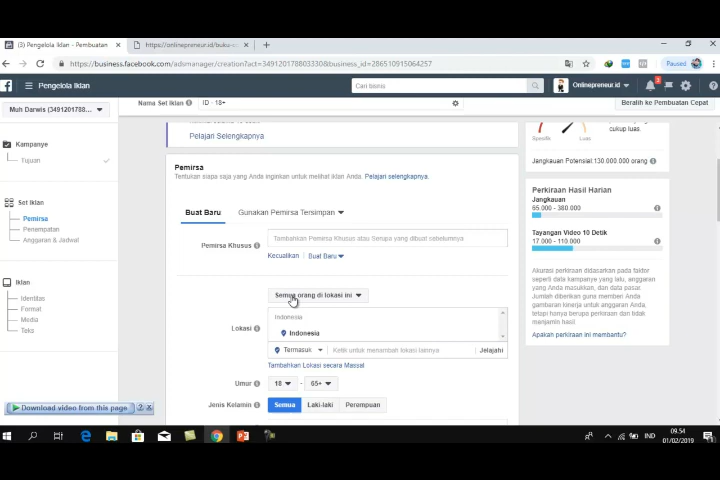 (3) Pengelola Iklan - Pembuatan
https://onlinepreneur.id/buku-o
https://business.facebook.com/adsmanager/creation?act=349120178803330&business_id=286510915064257
Paused
Pengelola Iklan
Cari bisnis
Onlinepreneur.id
Muh Darwis (3491201788...
Nama Set Iklan
ID - 18+
Beralih ke Pembuatan Cepat
Pelajari Selengkapnya
Kampanye
Tujuan
Set Iklan
Pemirsa
Penempatan
Anggaran & Jadwal
Iklan
Identitas
Format
Media
Teks
Pemirsa
Tentukan siapa saja yang Anda inginkan untuk melihat iklan Anda. Pelajari selengkapnya.
Buat Baru
Gunakan Pemirsa Tersimpan
Pemirsa Khusus
Tambahkan Pemirsa Khusus atau Serupa yang dibuat sebelumnya
Kecualikan
Buat Baru
Semua orang di lokasi ini
Lokasi
Indonesia
Indonesia
Termasuk
Ketik untuk menambah lokasi lainnya
Jelajahi
Tambahkan Lokasi secara Massal
Umur
18
-
65+
Jenis Kelamin
Semua
Laki-laki
Perempuan
Spesifik
Luas
cukup luas.
Jangkauan Potensial:130.000.000 orang
Perkiraan Hasil Harian
Jangkauan
65.000 - 380.000
Tayangan Video 10 Detik
17.000 - 110.000
Akurasi perkiraan didasarkan pada faktor
seperti data kampanye yang lalu, anggaran
yang Anda masukkan, dan data pasar.
Jumlah diberikan guna memberi Anda
gambaran kinerja untuk anggaran Anda,
tetapi hanya berupa perkiraan dan tidak
menjamin hasil.
Apakah perkiraan ini membantu?
Download video from this page
?
X
IND
09.54
01/02/2019